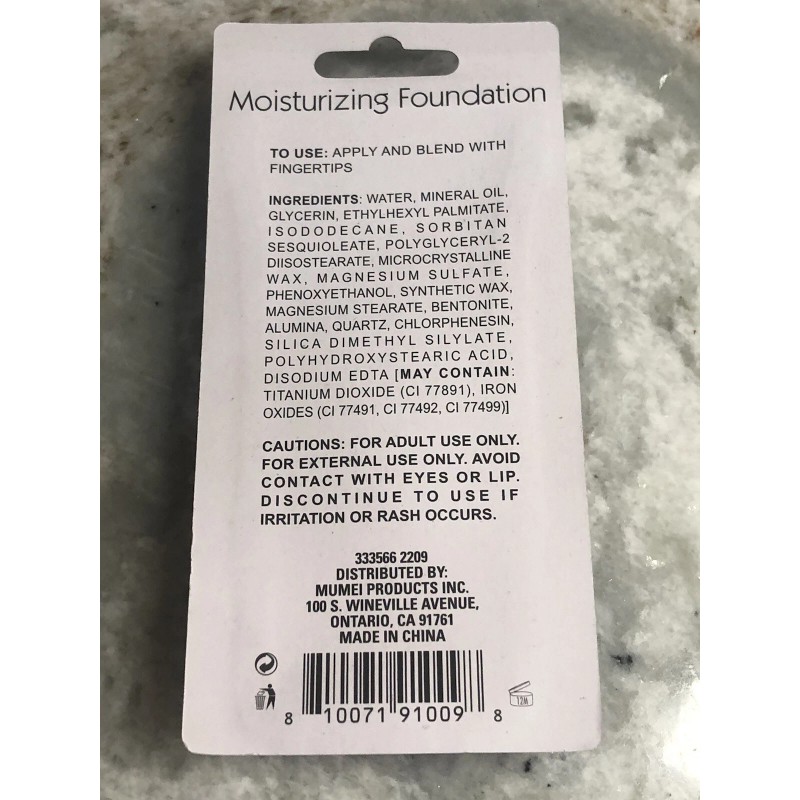 Moisturizing Foundation
TO USE: APPLY AND BLEND WITH
FINGERTIPS
INGREDIENTS: WATER, MINERAL OIL,
GLYCERIN, ETHYLHEXYL PALMITATE,
ISODODECANE, SORBITAN
SESQUIOLEATE, POLYGLYCERYL-2
DIISOSTEARATE, MICROCRYSTALLINE
WAX, MAGNESIUM SULFATE,
PHENOXYETHANOL, SYNTHETIC WAX,
MAGNESIUM STEARATE, BENTONITE,
ALUMINA, QUARTZ, CHLORPHENESIN,
SILICA DIMETHYL SILYLATE,
POLYHYDROXYSTEARIC ACID,
DISODIUM EDTA [MAY CONTAIN:
TITANIUM DIOXIDE (CI 77891), IRON
OXIDES (CI 77491, CI 77492, CI 77499)]
CAUTIONS: FOR ADULT USE ONLY.
FOR EXTERNAL USE ONLY. AVOID
CONTACT WITH EYES OR LIP.
DISCONTINUE TO USE IF
IRRITATION OR RASH OCCURS.
333566 2209
DISTRIBUTED BY:
MUMEI PRODUCTS INC.
100 S. WINEVILLE AVENUE,
ONTARIO, CA 91761
MADE IN CHINA
12M
8 10071 91009 8